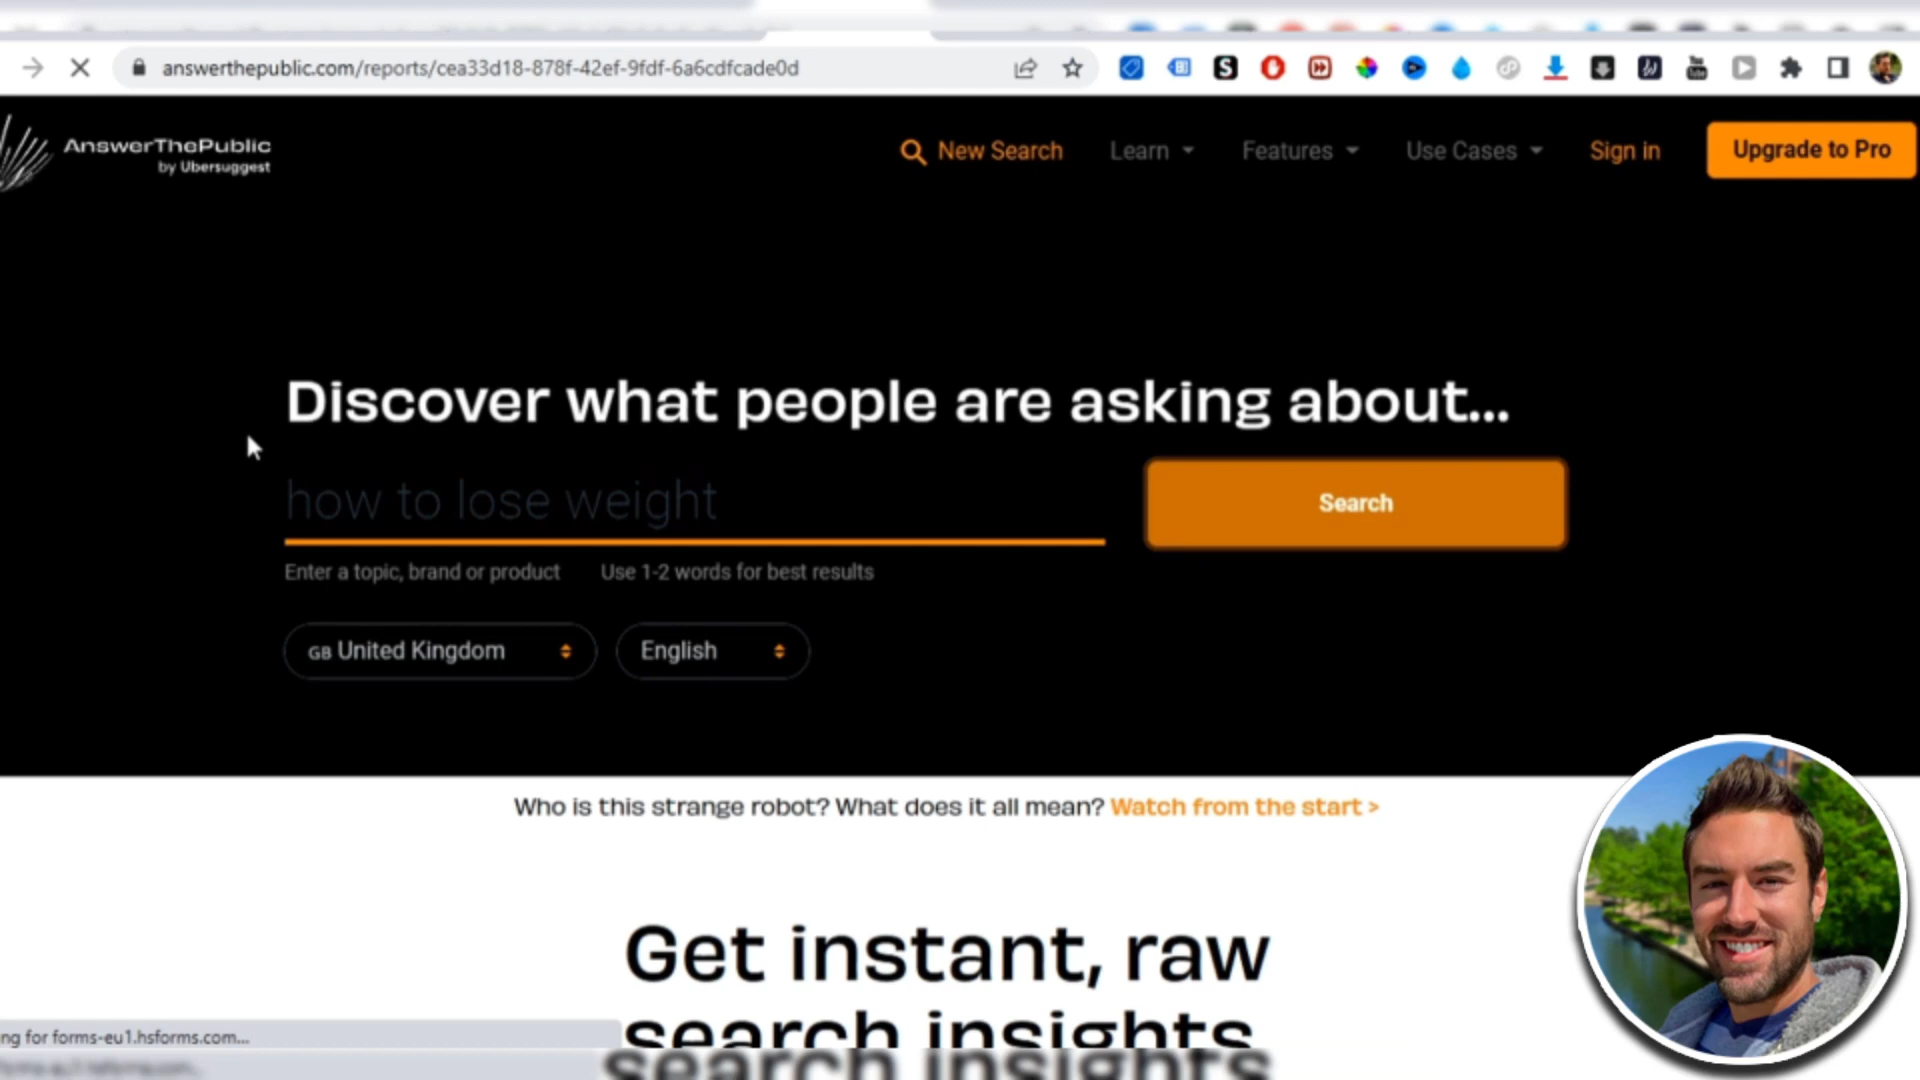 answerthepublic.com/reports/cea33d18-878f-42ef-9fdf-6a6cdfcade0d
AnswerThePublic
by Ubersuggest
New Search
Learn
Features
Use Cases
Sign in
Upgrade to Pro
Discover what people are asking about...
how to lose weight
Search
Enter a topic, brand or product
Use 1-2 words for best results
GB United Kingdom
English
Who is this strange robot? What does it all mean? Watch from the start >
Get instant, raw
search insights
ng for forms-eu1.hsforms.com...
search insights